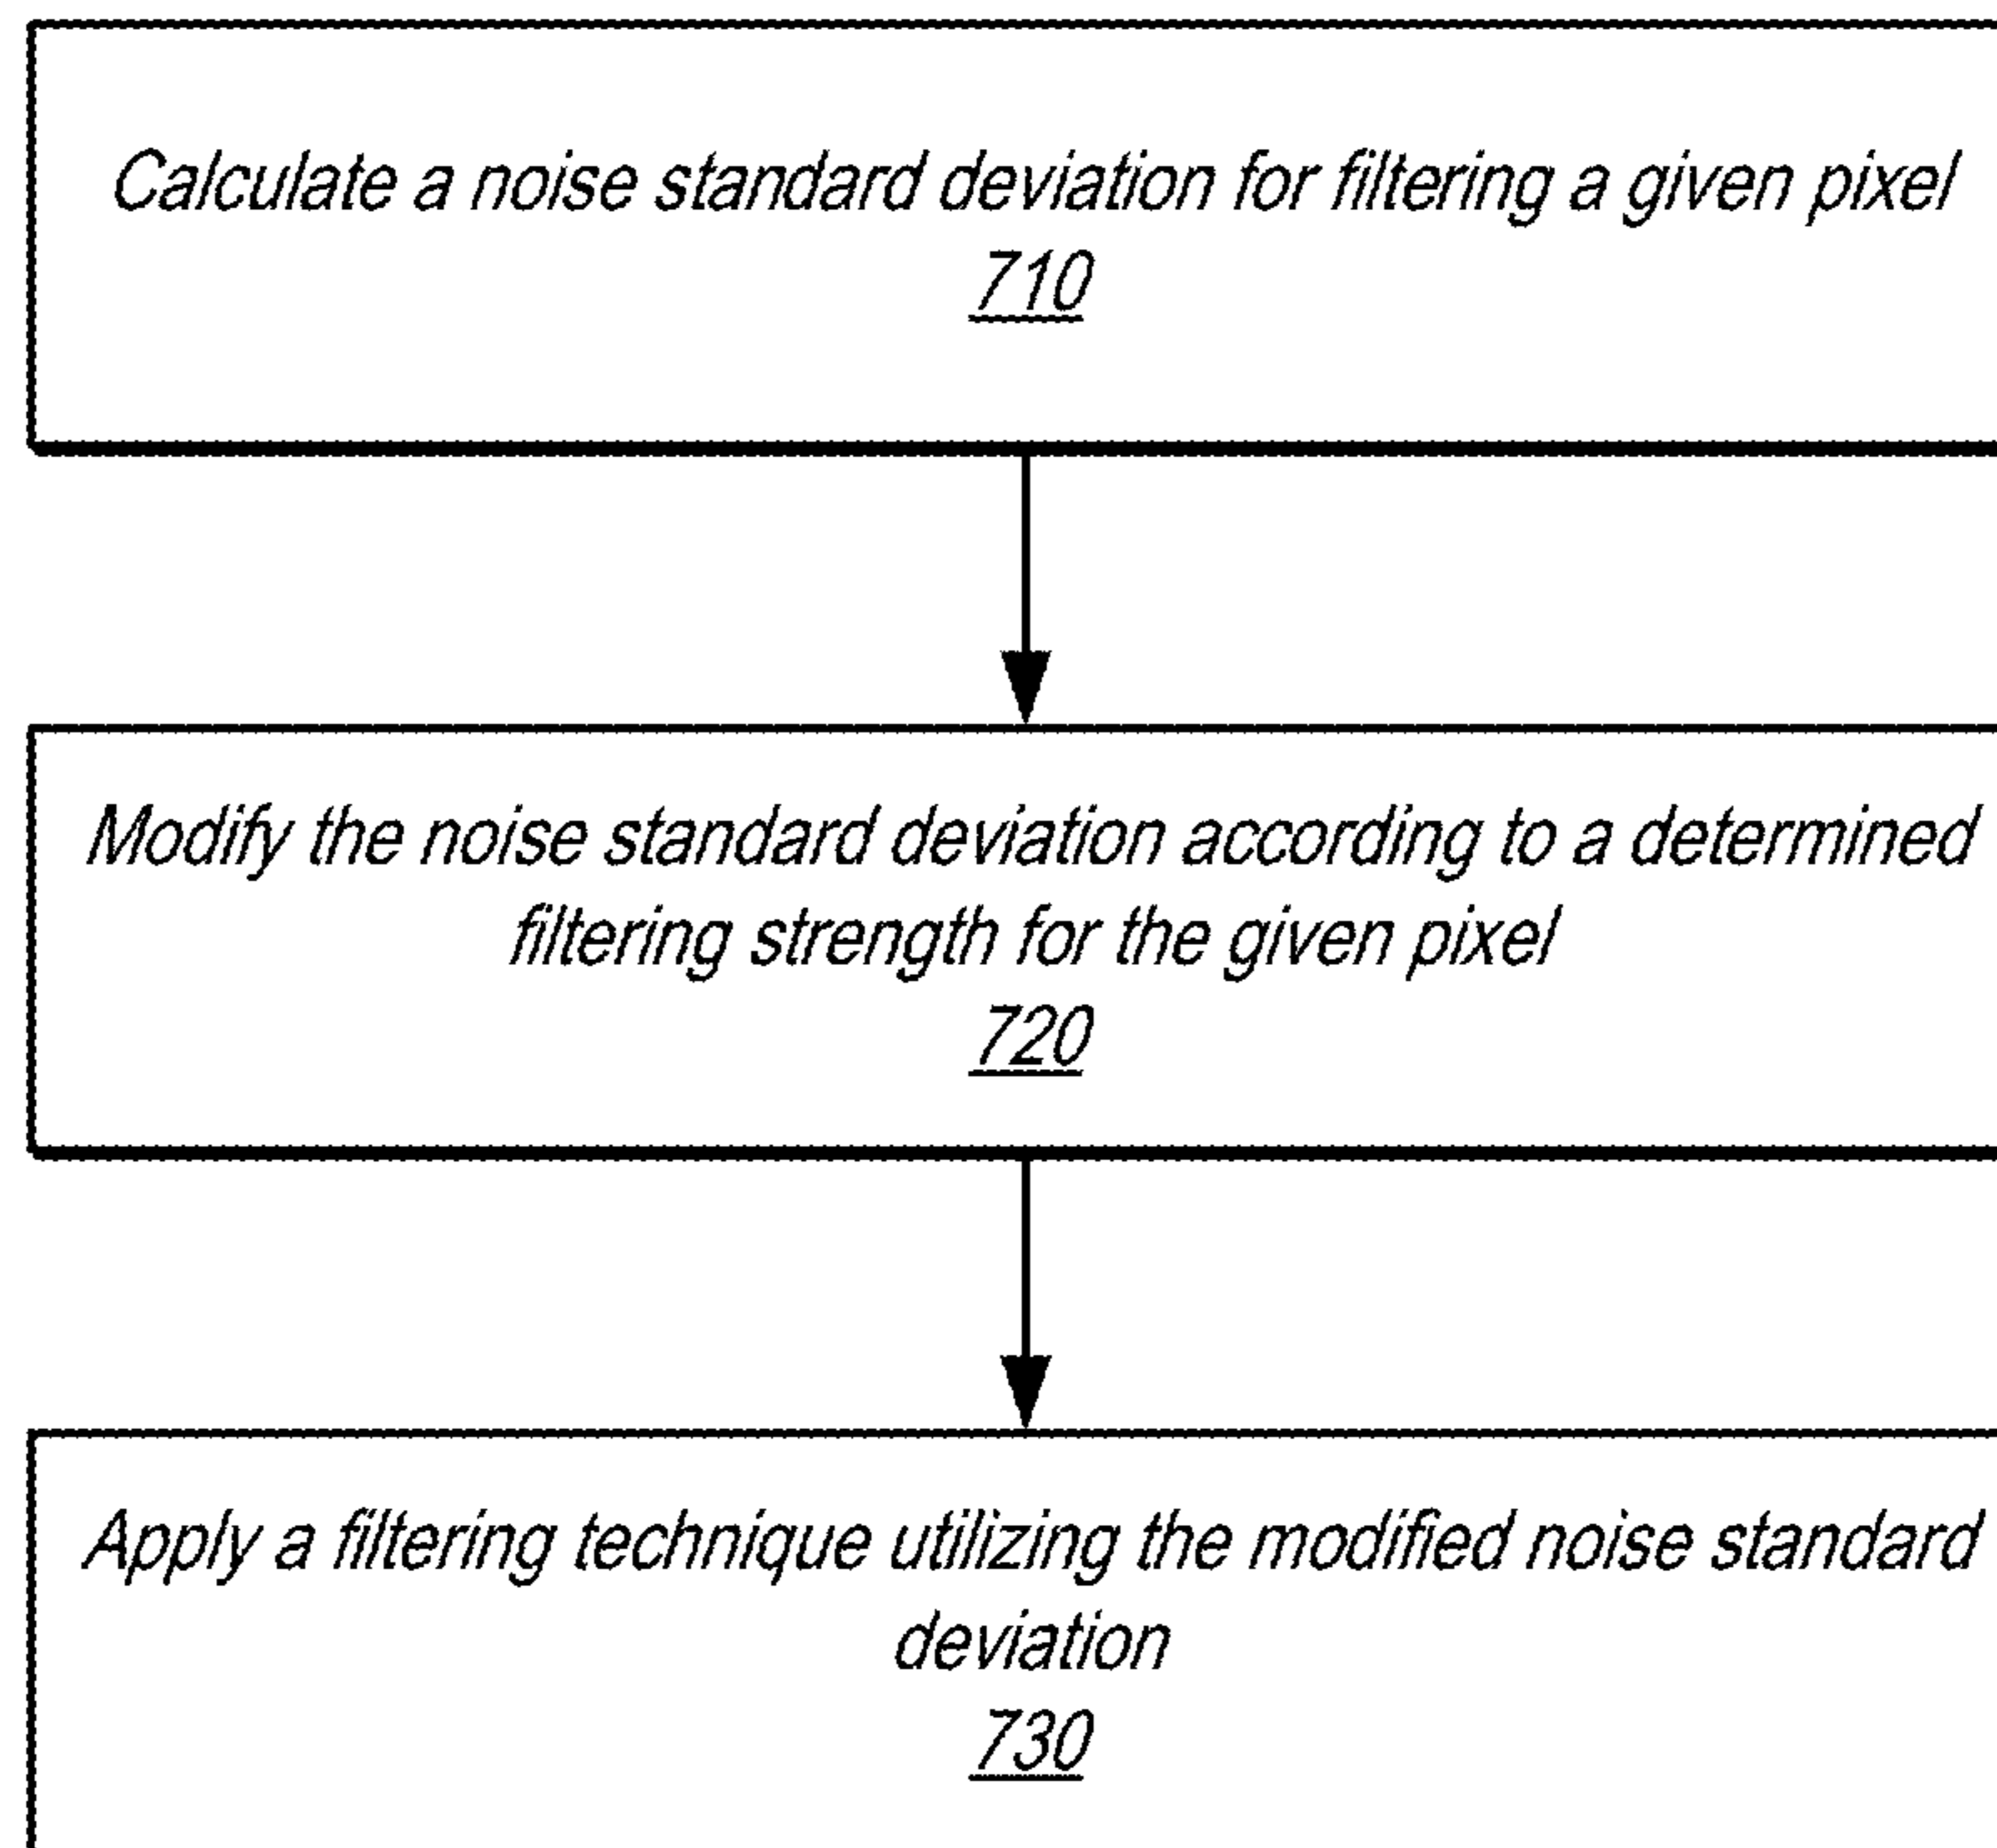 Calculate a noise standard deviation for filtering a given pixel
710
Modify the noise standard deviation according to a determined
filtering strength for the given pixel
720
Apply a filtering technique utilizing the modified noise standard
deviation
730